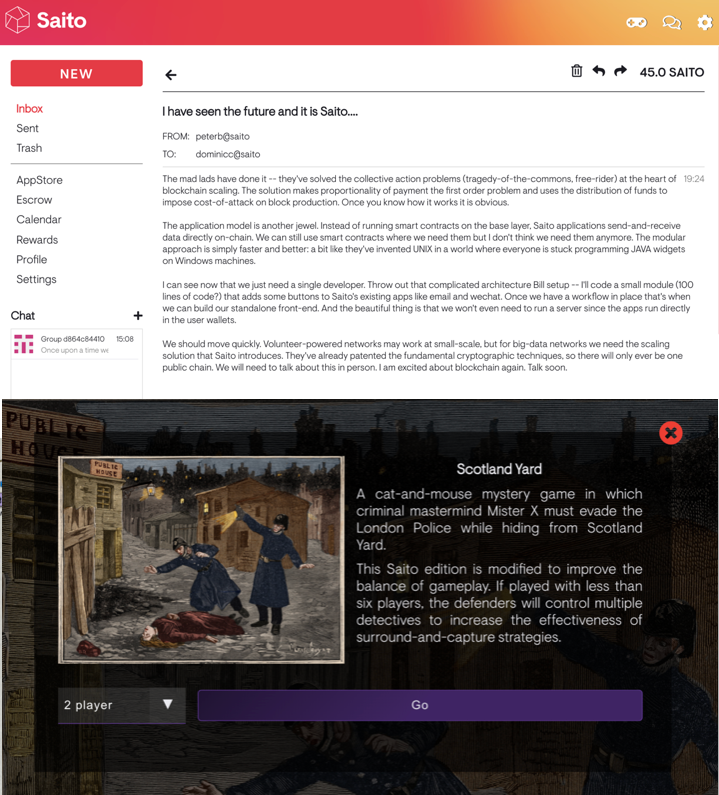 Saito
NEW
45.0 SAITO
Inbox
Sent
Trash
AppStore
Escrow
Calendar
Rewards
Profile
Settings
Chat
Group d864c84410 15:08
Once upon a time we
I have seen the future and it is Saito....
FROM: peterb@saito
TO: dominicc@saito
The mad lads have done it -- they've solved the collective action problems (tragedy-of-the-commons, free-rider) at the heart of 19:24
blockchain scaling. The solution makes proportionality of payment the first order problem and uses the distribution of funds to
impose cost-of-attack on block production. Once you know how it works it is obvious.
The application model is another jewel. Instead of running smart contracts on the base layer, Saito applications send-and-receive
data directly on-chain. We can still use smart contracts where we need them but I don't think we need them anymore. The modular
approach is simply faster and better: a bit like they've invented UNIX in a world where everyone is stuck programming JAVA widgets
on Windows machines.
I can see now that we just need a single developer. Throw out that complicated architecture Bill setup -- I'll code a small module (100
lines of code?) that adds some buttons to Saito's existing apps like email and wechat. Once we have a workflow in place that's when
we can build our standalone front-end. And the beautiful thing is that we won't even need to run a server since the apps run directly
in the user wallets.
We should move quickly. Volunteer-powered networks may work at small-scale, but for big-data networks we need the scaling
solution that Saito introduces. They've already patented the fundamental cryptographic techniques, so there will only ever be one
public chain. We will need to talk about this in person. I am excited about blockchain again. Talk soon.
PUBLIC
HOUSE
PUBLIC
HOUSE
Scotland Yard
A cat-and-mouse mystery game in which
criminal mastermind Mister X must evade the
London Police while hiding from Scotland
Yard.
This Saito edition is modified to improve the
balance of gameplay. If played with less than
six players, the defenders will control multiple
detectives to increase the effectiveness of
surround-and-capture strategies.
2 player
Go